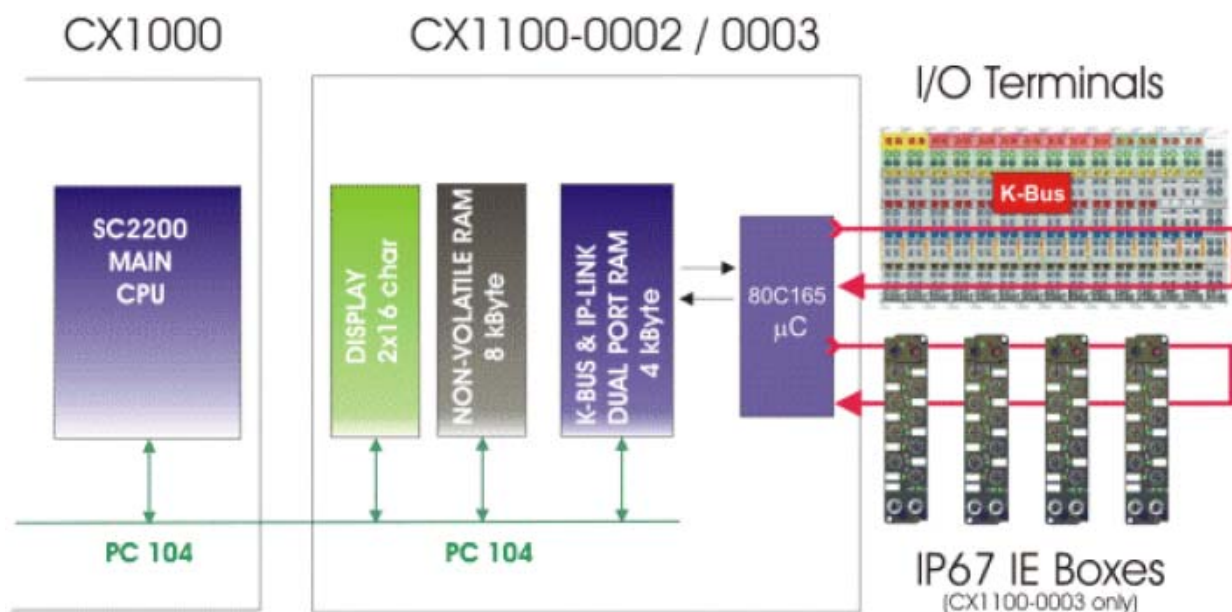 CX1000
CX1100-0002 / 0003
I/O Terminals
K-Bus
SC2200
MAIN
CPU
DISPLAY
2x16 char
NON-VOLATILE RAM
8 kByte
K-BUS & IP-LINK
DUAL PORT RAM
4 kByte
80C165
µC
PC 104
PC 104
IP67 IE Boxes
(CX1100-0003 only)